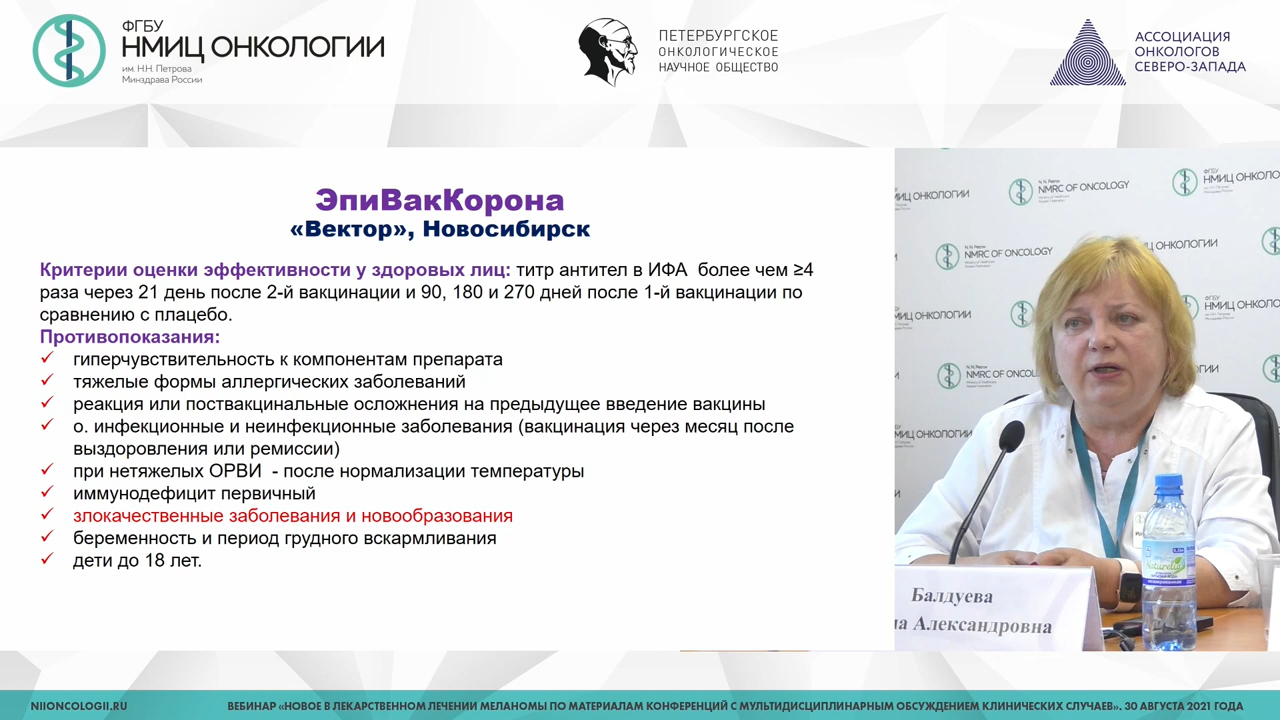 ФГБУ
НМИЦ ОНКОЛОГИИ
им. Н.Н. Петрова
Минздрава России
ПЕТЕРБУРГСКОЕ
ОНКОЛОГИЧЕСКОЕ
НАУЧНОЕ ОБЩЕСТВО
АССОЦИАЦИЯ
ОНКОЛОГОВ
СЕВЕРО-ЗАПАДА
ЭпиВакКорона
«Вектор», Новосибирск
Критерии оценки эффективности у здоровых лиц: титр антител в ИФА более чем ≥4
раза через 21 день после 2-й вакцинации и 90, 180 и 270 дней после 1-й вакцинации по
сравнению с плацебо.
Противопоказания:
✓ гиперчувствительность к компонентам препарата
✓ тяжелые формы аллергических заболеваний
✓ реакция или поствакцинальные осложнения на предыдущее введение вакцины
✓ о. инфекционные и неинфекционные заболевания (вакцинация через месяц после
выздоровления или ремиссии)
✓ при нетяжелых ОРВИ - после нормализации температуры
✓ иммунодефицит первичный
✓ злокачественные заболевания и новообразования
✓ беременность и период грудного вскармливания
✓ дети до 18 лет.
NMRC OF ONCOLOGY
ФГБУ
НМИЦ ОНКОЛОГИИ
NMRC OF ONCOLOGY
Балдуева
Александровна
NIIONCOLOGII.RU
ВЕБИНАР «НОВОЕ В ЛЕКАРСТВЕННОМ ЛЕЧЕНИИ МЕЛАНОМЫ ПО МАТЕРИАЛАМ КОНФЕРЕНЦИЙ С МУЛЬТИДИСЦИПЛИНАРНЫМ ОБСУЖДЕНИЕМ КЛИНИЧЕСКИХ СЛУЧАЕВ». 30 АВГУСТА 2021 ГОДА